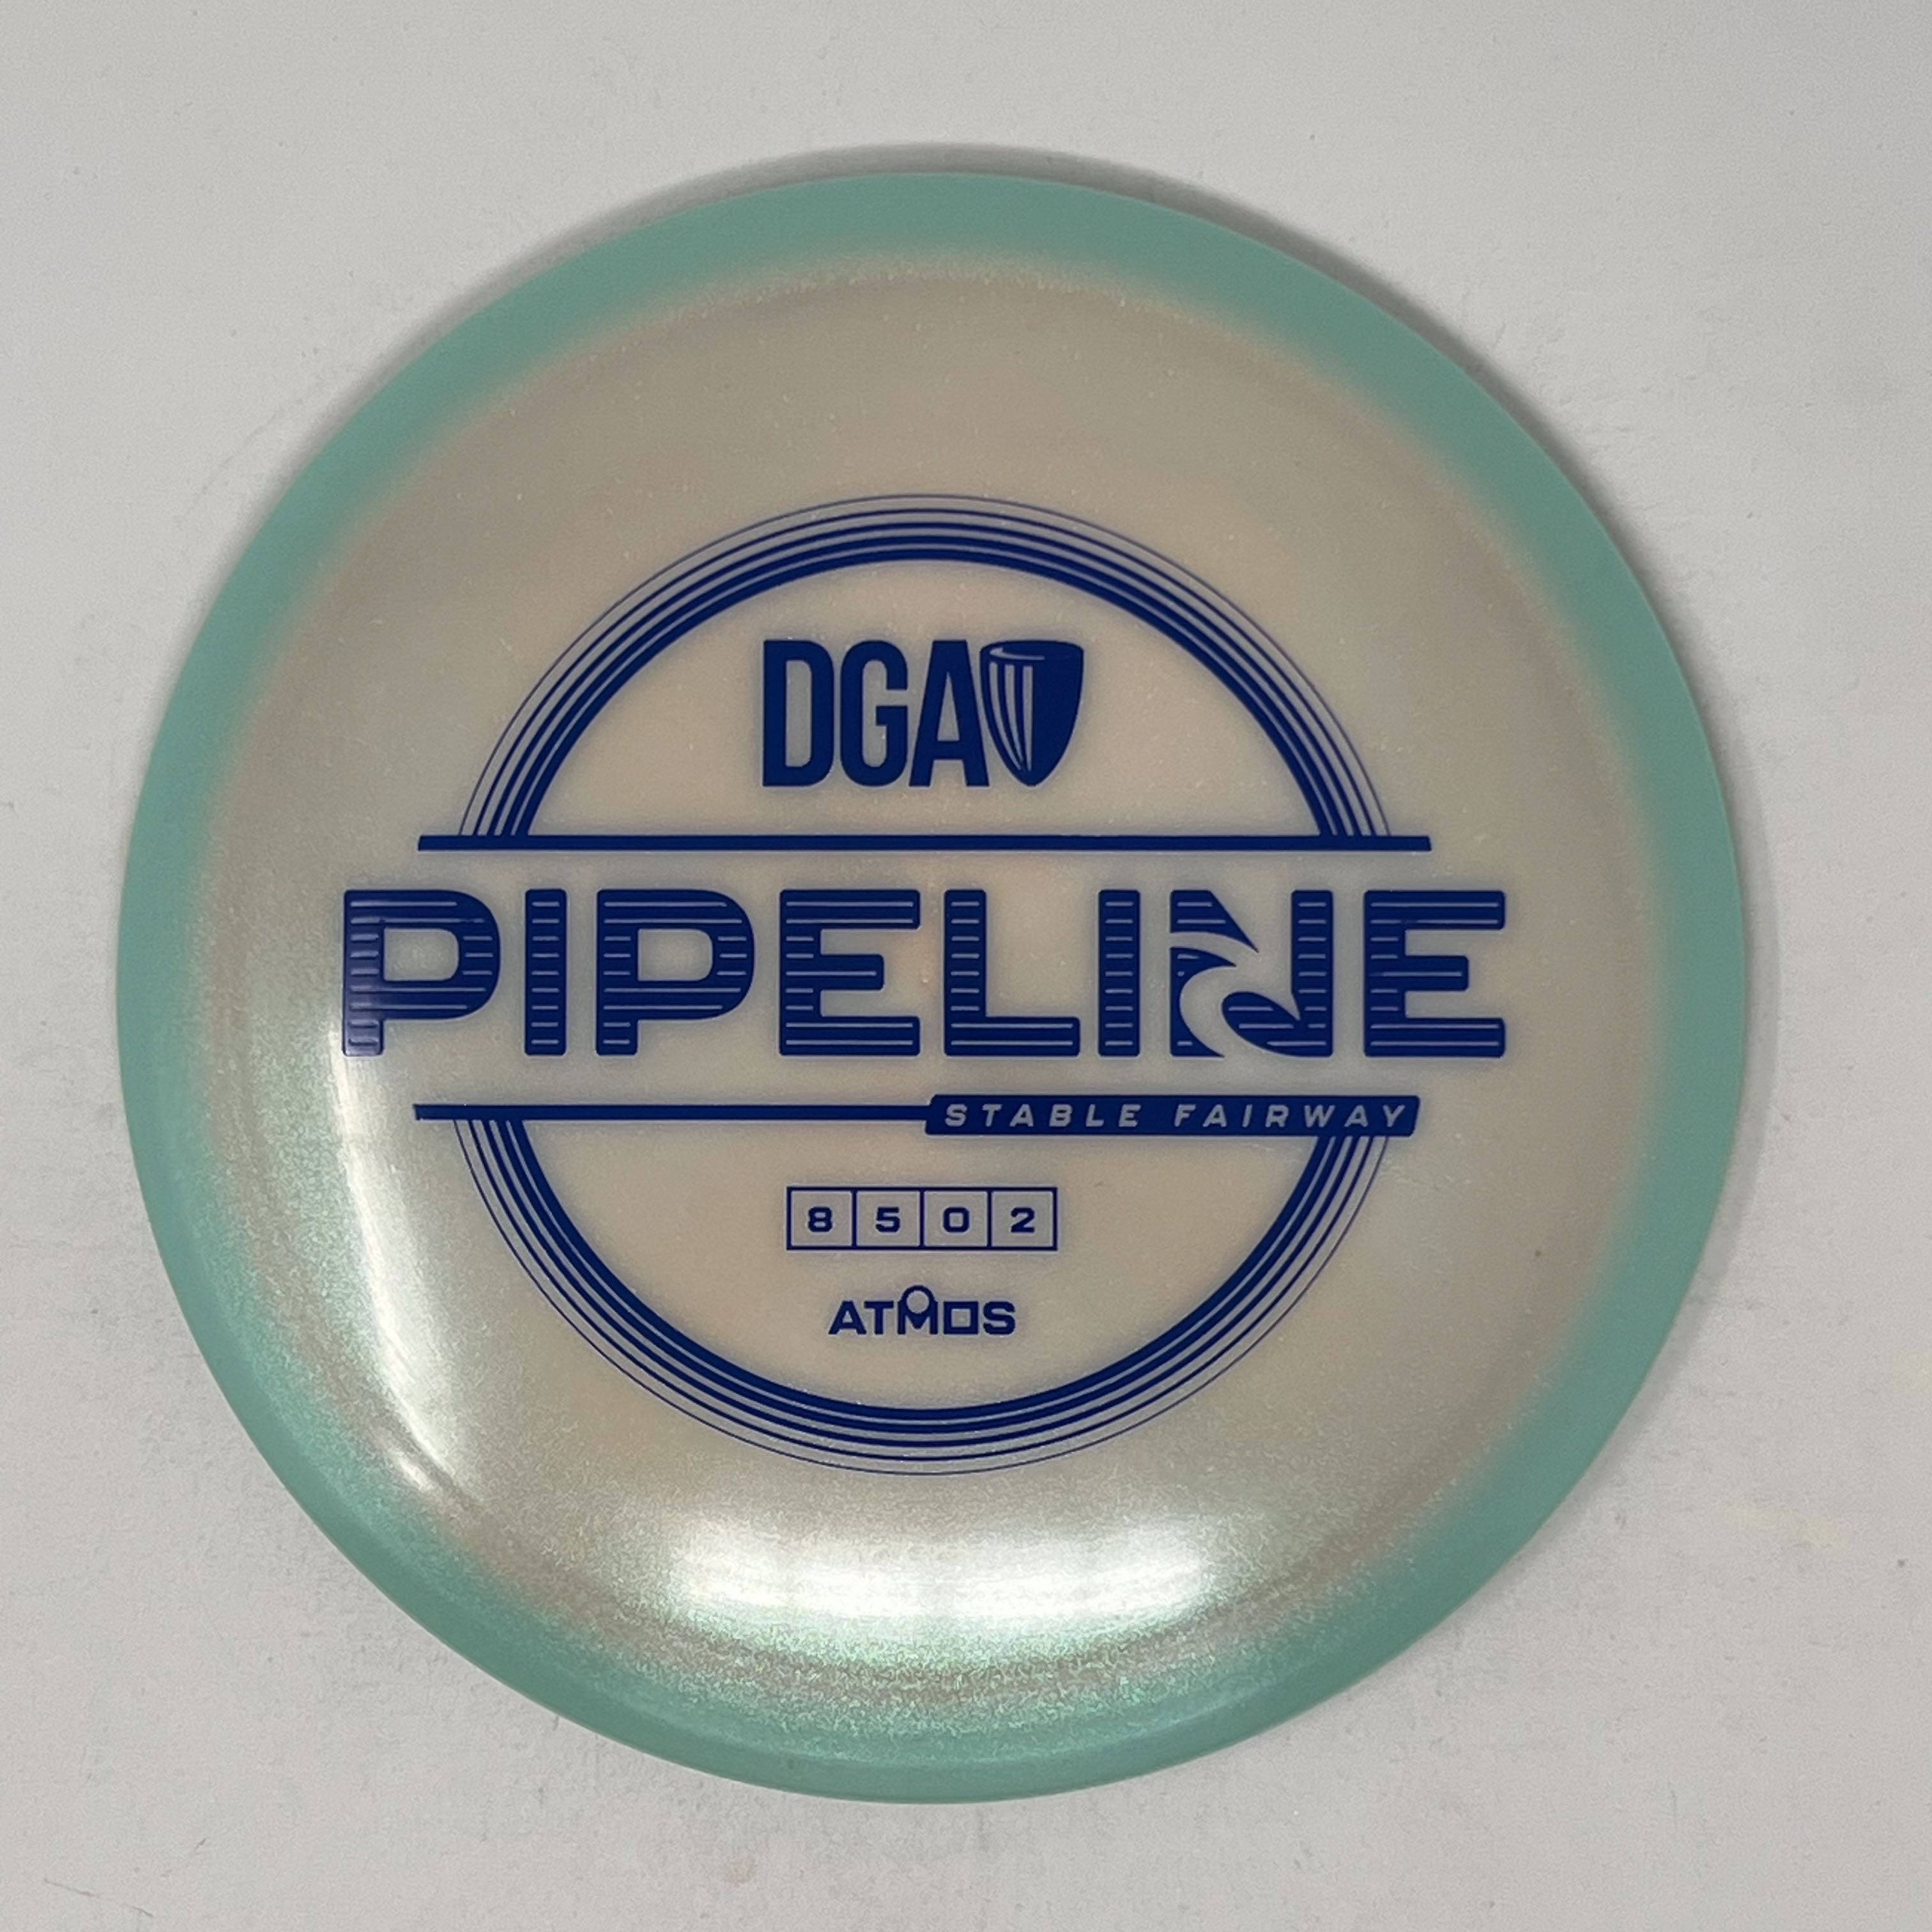 DGA
PIPELINE
STABLE FAIRWAY
8 5 0 2
ATMOS